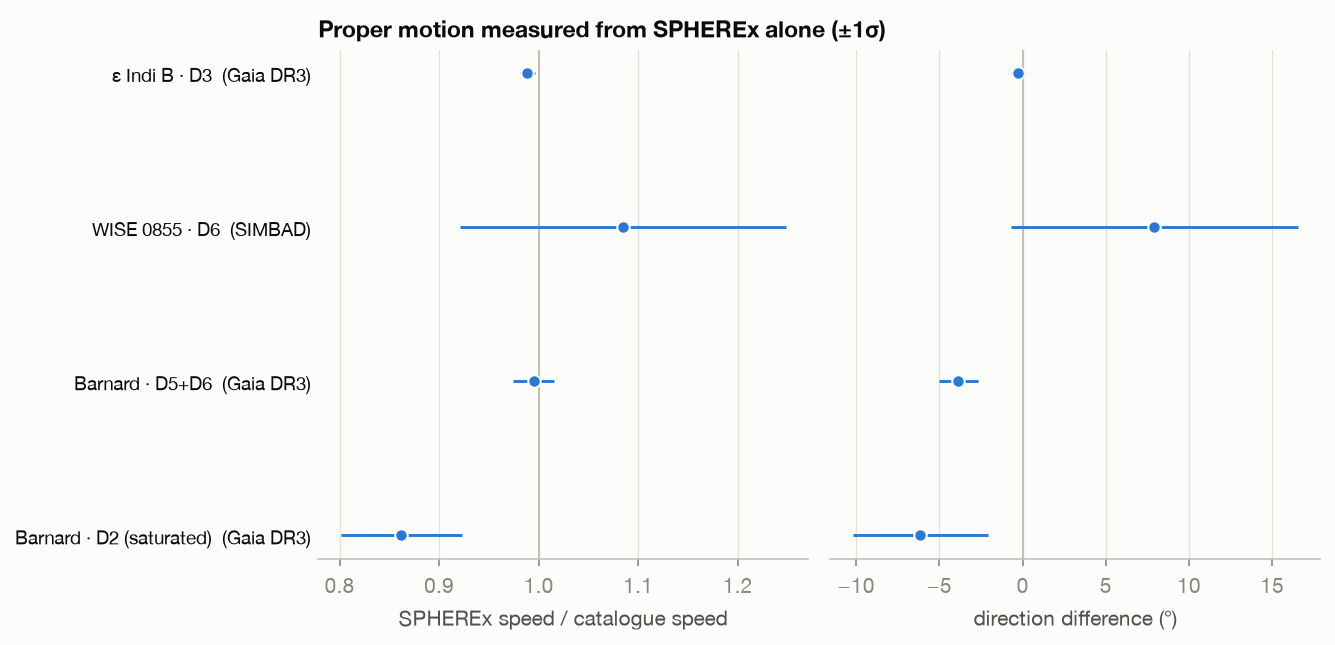 Proper motion measured from SPHEREx alone (±1σ)
ε Indi B · D3  (Gaia DR3)
WISE 0855 · D6  (SIMBAD)
Barnard · D5+D6  (Gaia DR3)
Barnard · D2 (saturated)  (Gaia DR3)
0.8 0.9 1.0 1.1 1.2
SPHEREx speed / catalogue speed
−10 −5 0 5 10 15
direction difference (°)